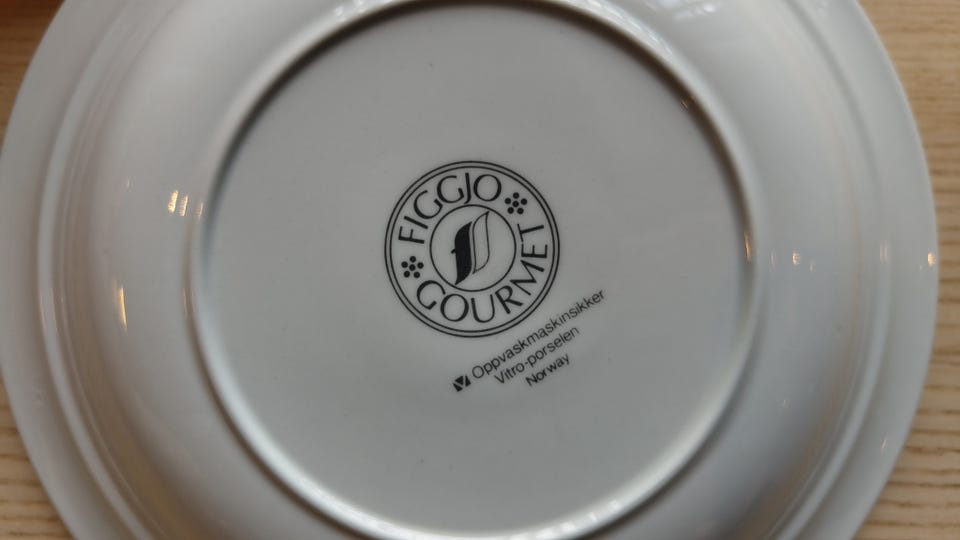 FIGGJO
GOURMET
Oppvaskmaskinsikker
Vitro-porselen
Norway